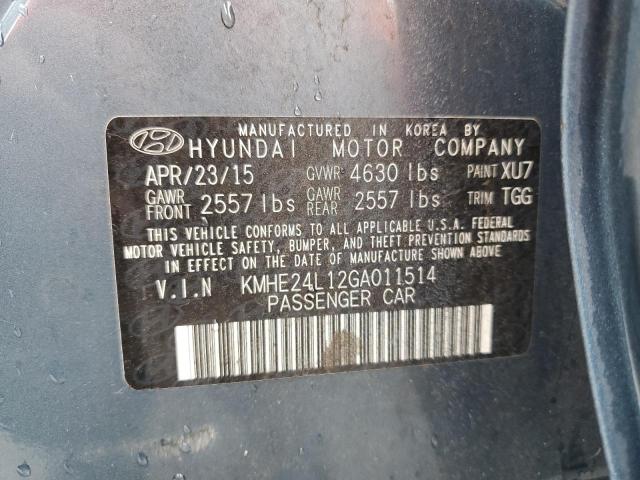 MANUFACTURED IN KOREA BY
HYUNDAI MOTOR COMPANY
APR/23/15 GVWR 4630 lbs PAINT XU7
GAWR FRONT 2557 lbs GAWR REAR 2557 lbs TRIM TGG
THIS VEHICLE CONFORMS TO ALL APPLICABLE U.S.A. FEDERAL
MOTOR VEHICLE SAFETY, BUMPER, AND THEFT PREVENTION STANDARDS
IN EFFECT ON THE DATE OF MANUFACTURE SHOWN ABOVE.
V.I.N KMHE24L12GA011514
PASSENGER CAR